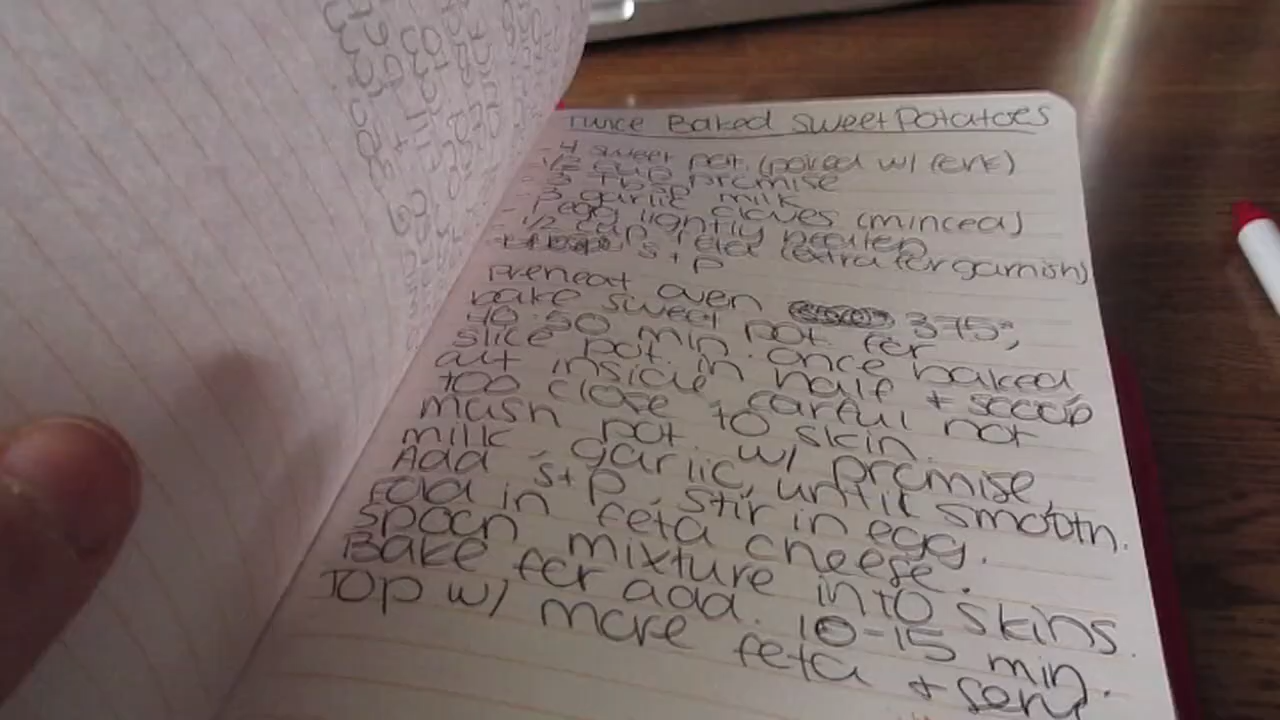 Twice Baked Sweet Potatoes
- 4 sweet pot. (poked w/ fork)
- 1/2 cup promise
- 3 Tbsp milk
- 3 garlic cloves (minced)
- 1 egg lightly beaten
- 1/2 can feta (extra for garnish)
s + p
Preheat oven 375°,
bake sweet pot for
40-50 min. once baked
slice pot. in half + scoop
out inside, careful not
too close to skin.
mash pot. w/ promise,
milk, garlic, until smooth.
Add s+p, stir in egg.
Fold in feta cheese.
Spoon mixture into skins.
Bake for add. 10-15 min.
Top w/ more feta + serv